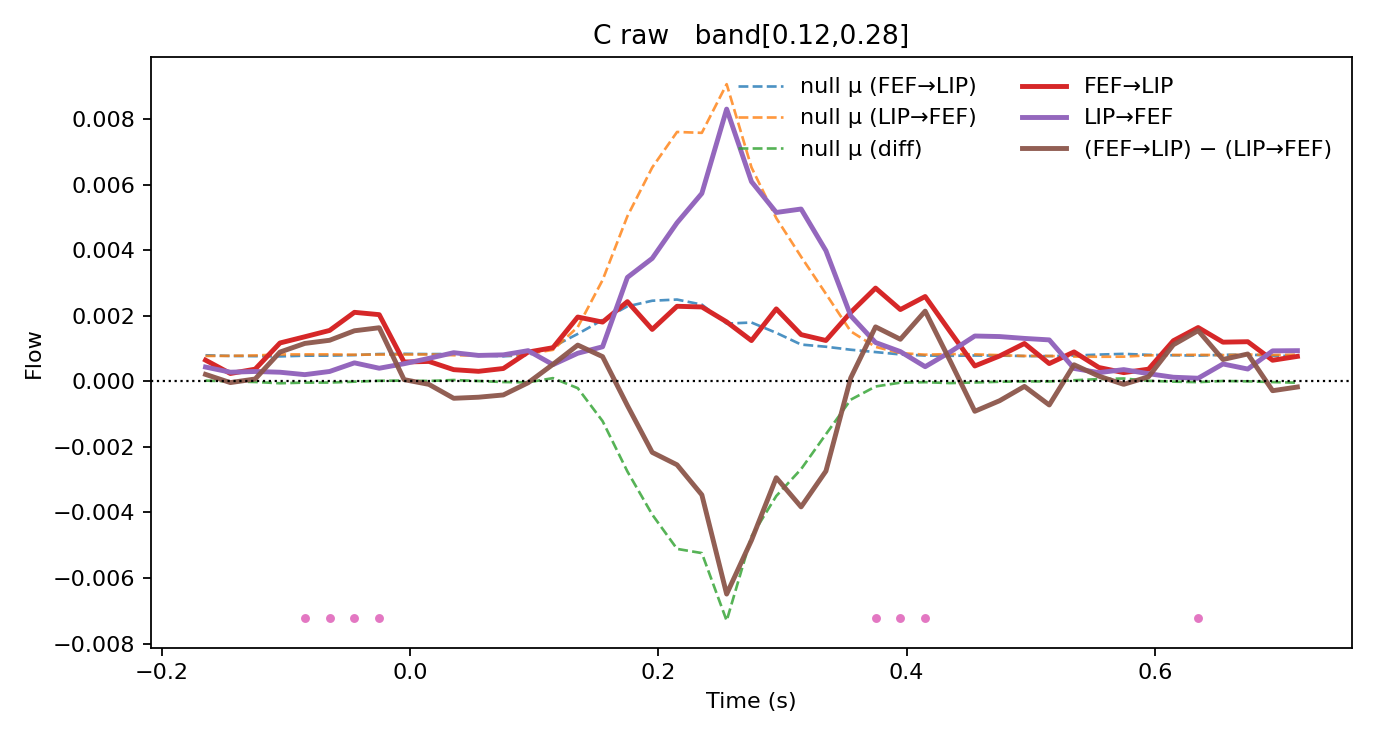 C raw   band[0.12,0.28]
null μ (FEF→LIP)
null μ (LIP→FEF)
null μ (diff)
FEF→LIP
LIP→FEF
(FEF→LIP) − (LIP→FEF)
Flow
0.008
0.006
0.004
0.002
0.000
−0.002
−0.004
−0.006
−0.008
−0.2
0.0
0.2
0.4
0.6
Time (s)